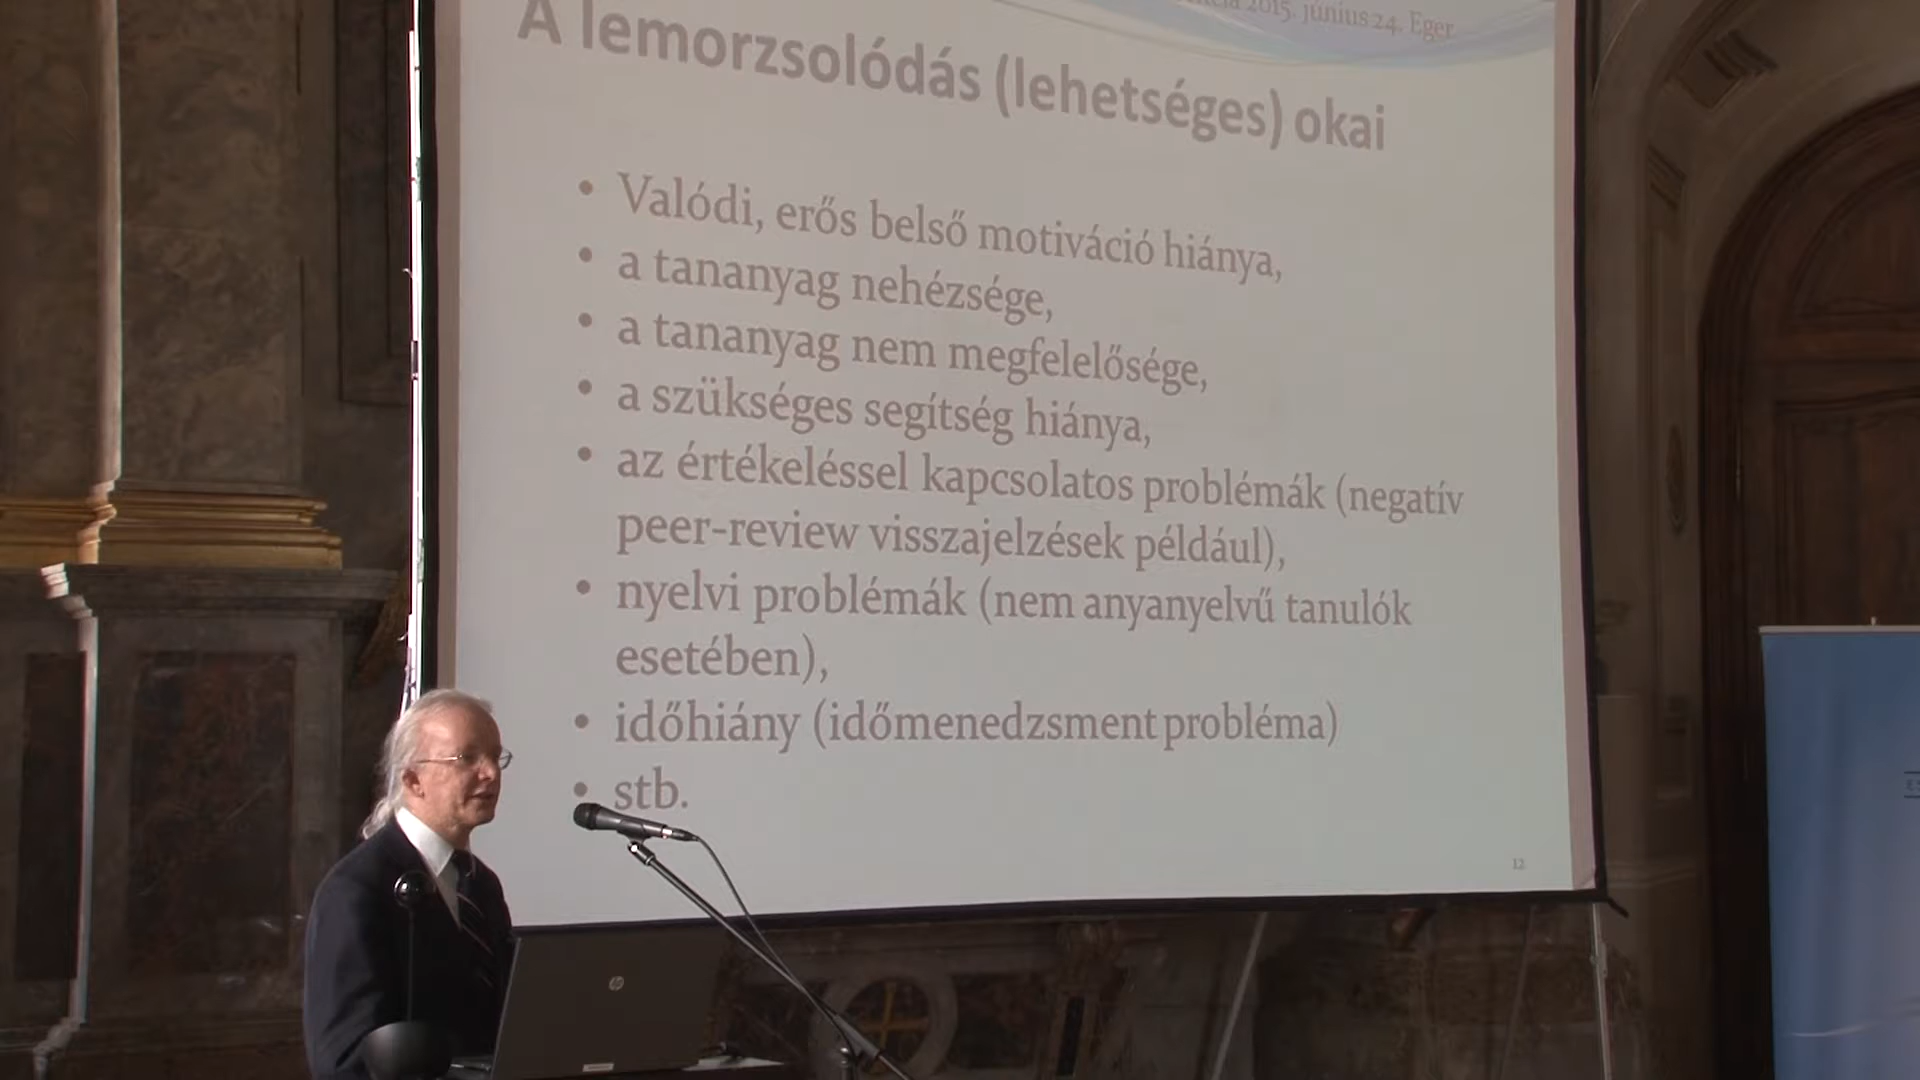 2015. június 24. Eger
A lemorzsolódás (lehetséges) okai
• Valódi, erős belső motiváció hiánya,
• a tananyag nehézsége,
• a tananyag nem megfelelősége,
• a szükséges segítség hiánya,
• az értékeléssel kapcsolatos problémák (negatív
peer-review visszajelzések például),
• nyelvi problémák (nem anyanyelvű tanulók
esetében),
• időhiány (időmenedzsment probléma)
• stb.
12
hp